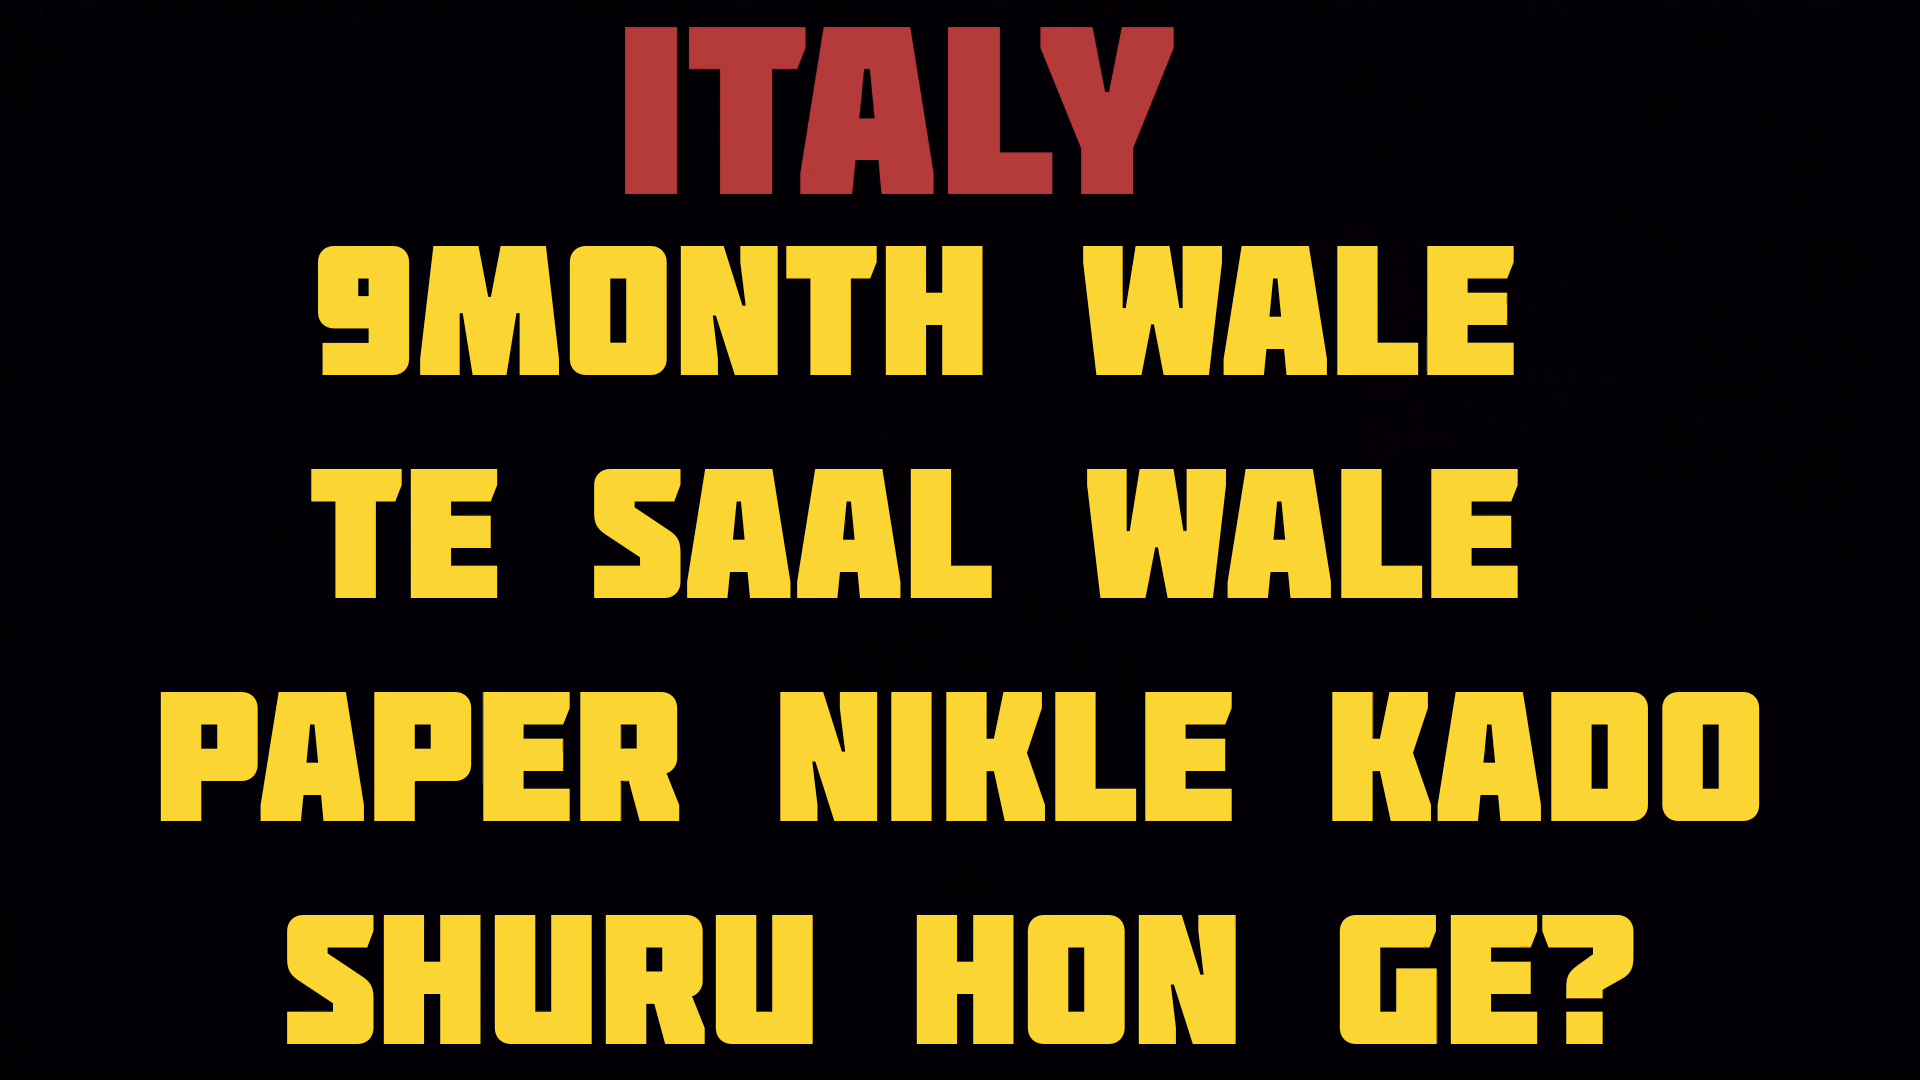 ITALY
9MONTH WALE
TE SAAL WALE
PAPER NIKLE KADO
SHURU HON GE?